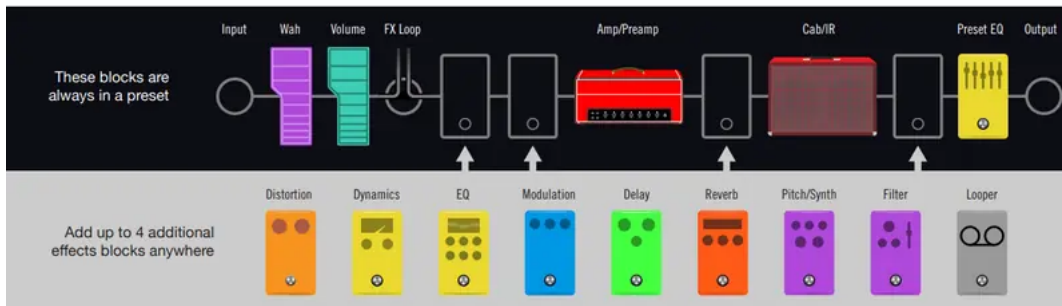 Input Wah Volume FX Loop Amp/Preamp Cab/IR Preset EQ Output
These blocks are
always in a preset
Distortion Dynamics EQ Modulation Delay Reverb Pitch/Synth Filter Looper
Add up to 4 additional
effects blocks anywhere